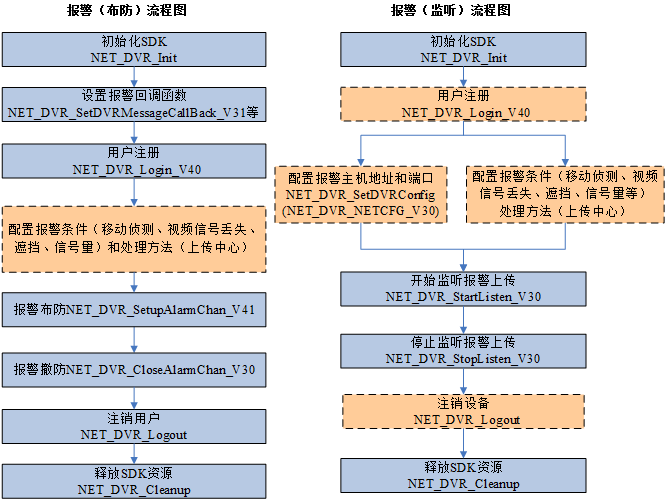 报警（布防）流程图
初始化SDK
NET_DVR_Init
设置报警回调函数
NET_DVR_SetDVRMessageCallBack_V31等
用户注册
NET_DVR_Login_V40
配置报警条件（移动侦测、视频信号丢失、
遮挡、信号量）和处理方法（上传中心）
报警布防NET_DVR_SetupAlarmChan_V41
报警撤防NET_DVR_CloseAlarmChan_V30
注销用户
NET_DVR_Logout
释放SDK资源
NET_DVR_Cleanup
报警（监听）流程图
初始化SDK
NET_DVR_Init
用户注册
NET_DVR_Login_V40
配置报警主机地址和端口
NET_DVR_SetDVRConfig
(NET_DVR_NETCFG_V30)
配置报警条件（移动侦测、视频
信号丢失、遮挡、信号量等）
处理方法（上传中心）
开始监听报警上传
NET_DVR_StartListen_V30
停止监听报警上传
NET_DVR_StopListen_V30
注销设备
NET_DVR_Logout
释放SDK资源
NET_DVR_Cleanup